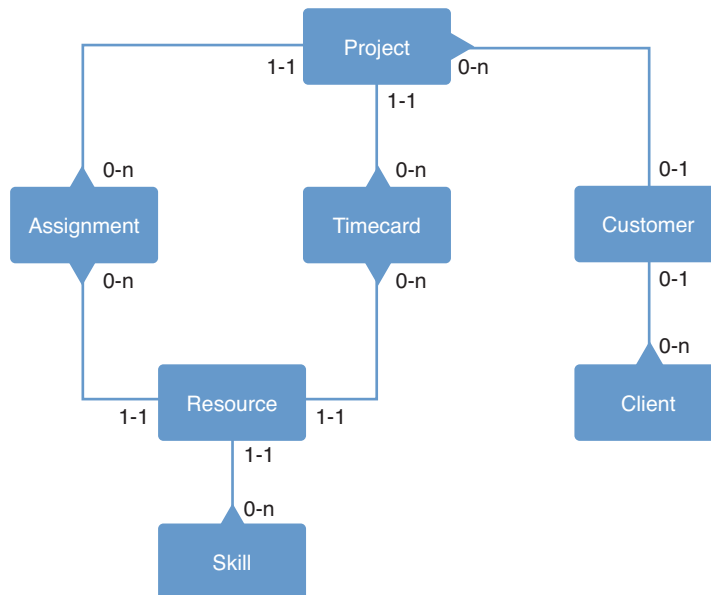 Project
1-1
1-1
0-n
0-n
0-n
0-1
Assignment
Timecard
Customer
0-n
0-n
0-1
0-n
Resource
Client
1-1
1-1
1-1
0-n
Skill